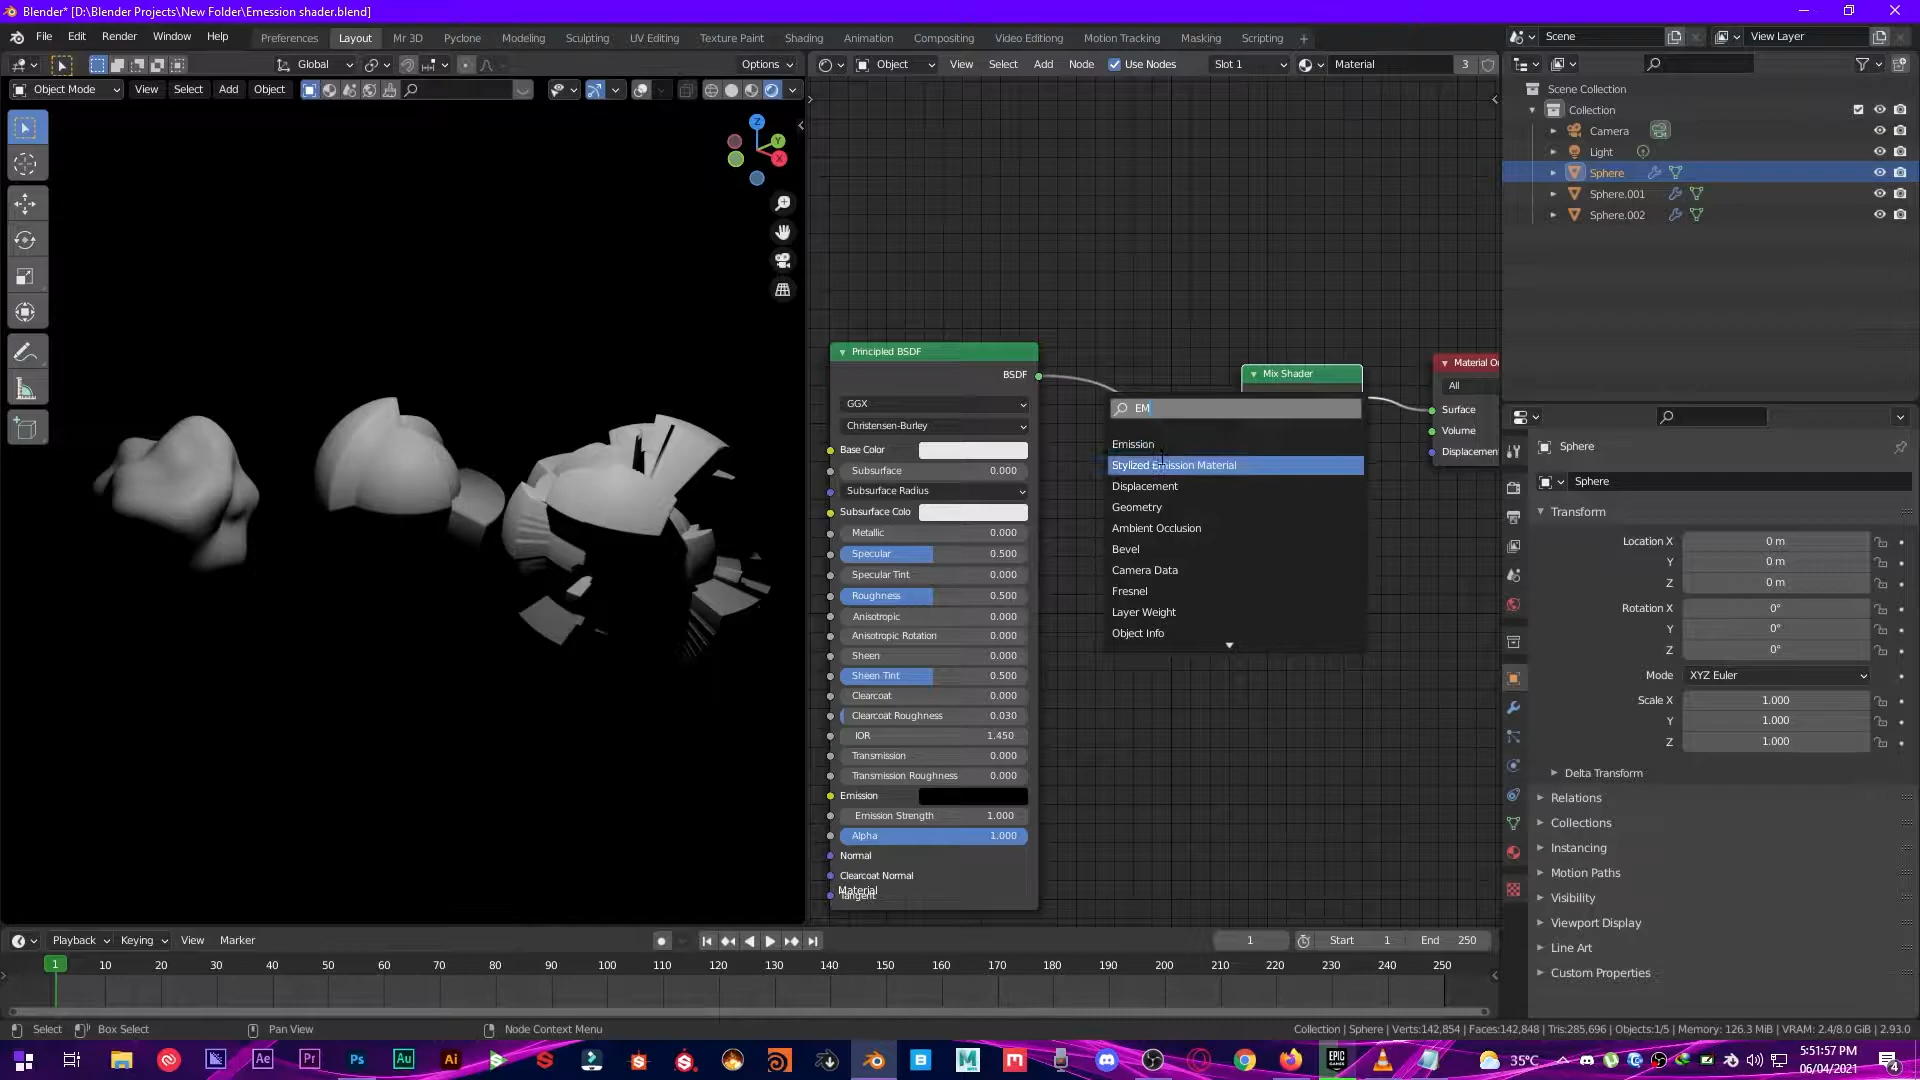 Blender* [D:\Blender Projects\New Folder\Emession shader.blend]
File Edit Render Window Help
Preferences Layout Mr 3D Pyclone Modeling Sculpting UV Editing Texture Paint Shading Animation Compositing Video Editiong Motion Tracking Masking Scripting +
Scene View Layer
Global Options
Object View Select Add Node Use Nodes Slot 1 Material 3
Object Mode View Select Add Object
Scene Collection
Collection
Camera
Light
Sphere
Sphere.001
Sphere.002
Z
Y
X
Principled BSDF
BSDF
GGX
Christensen-Burley
Base Color
Subsurface 0.000
Subsurface Radius
Subsurface Colo
Metallic 0.000
Specular 0.500
Specular Tint 0.000
Roughness 0.500
Anisotropic 0.000
Anisotropic Rotation 0.000
Sheen 0.000
Sheen Tint 0.500
Clearcoat 0.000
Clearcoat Roughness 0.030
IOR 1.450
Transmission 0.000
Transmission Roughness 0.000
Emission
Emission Strength 1.000
Alpha 1.000
Normal
Clearcoat Normal
Material
Tangent
Mix Shader
EM
Emission
Stylized Emission Material
Displacement
Geometry
Ambient Occlusion
Bevel
Camera Data
Fresnel
Layer Weight
Object Info
Material O
All
Surface
Volume
Displacemen
Sphere
Sphere
Transform
Location X 0 m
Y 0 m
Z 0 m
Rotation X 0°
Y 0°
Z 0°
Mode XYZ Euler
Scale X 1.000
Y 1.000
Z 1.000
Delta Transform
Relations
Collections
Instancing
Motion Paths
Visibility
Viewport Display
Line Art
Custom Properties
Playback Keying View Marker
1 Start 1 End 250
1 10 20 30 40 50 60 70 80 90 100 110 120 130 140 150 160 170 180 190 200 210 220 230 240 250
Select Box Select Pan View Node Context Menu
Collection | Sphere | Verts:142,854 | Faces:142,848 | Tris:285,696 | Objects:1/5 | Memory: 126.3 MiB | VRAM: 2.4/8.0 GiB | 2.93.0
Ae Pr Ps Au Ai
EPIC GAMES
35°C
5:51:57 PM
06/04/2021
4